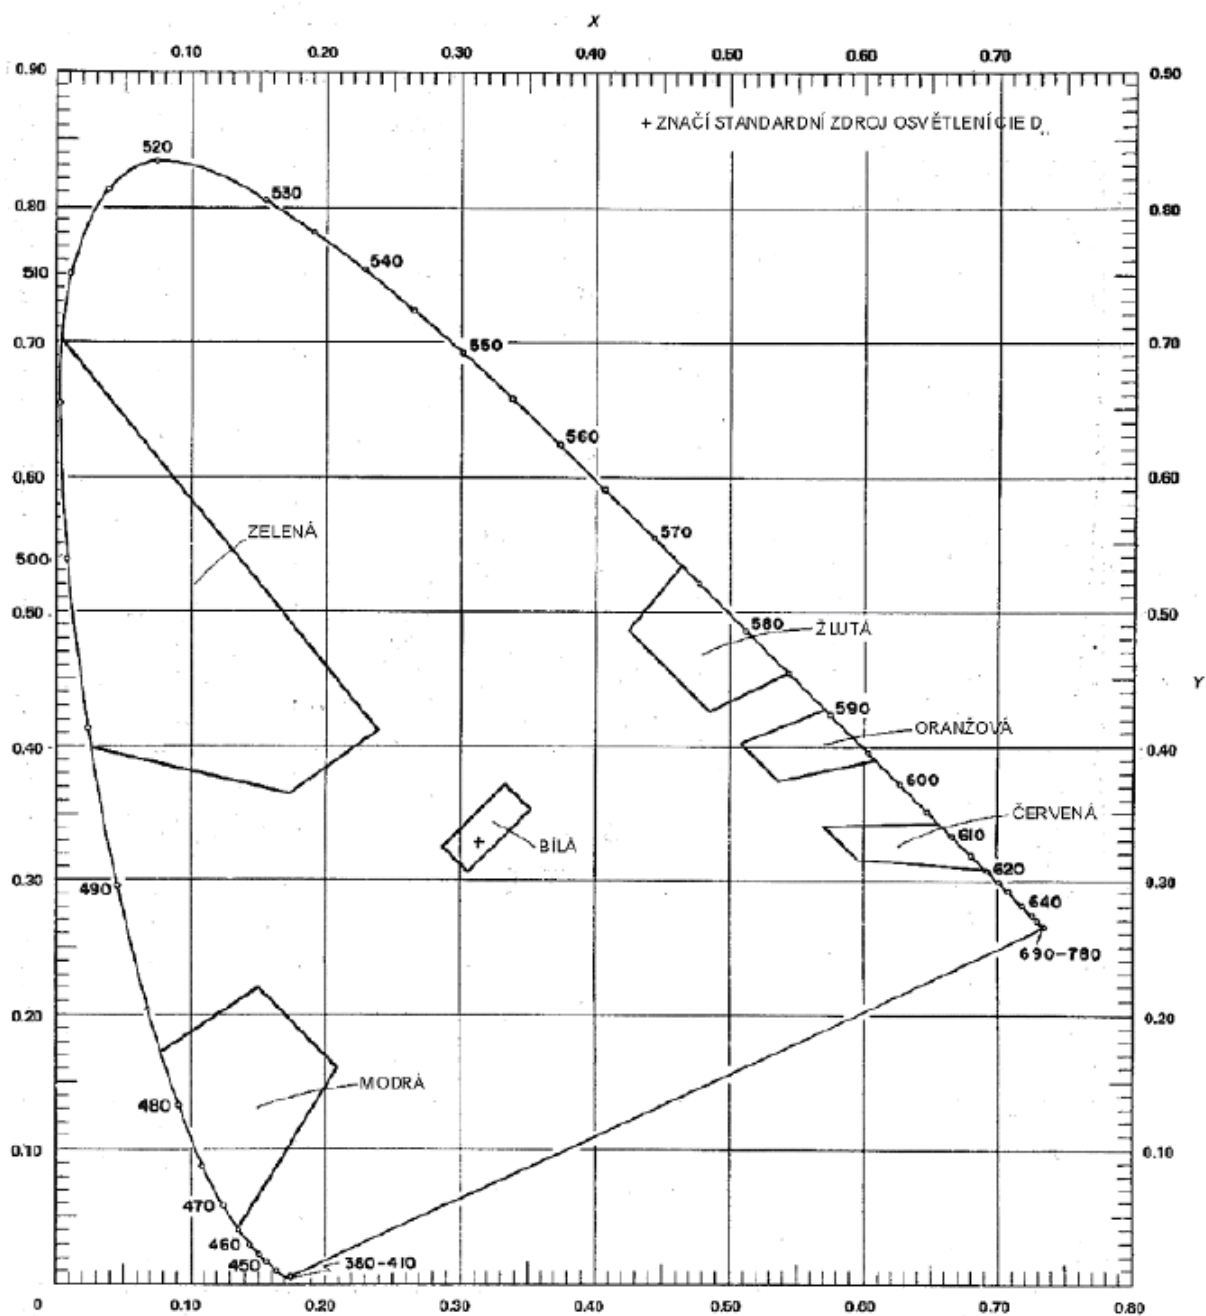 X
0.10 0.20 0.30 0.40 0.50 0.60 0.70
0.90 0.90
+ ZNAČÍ STANDARDNÍ ZDROJ OSVĚTLENÍ CIE D
520
530
0.80 0.80
540
510
550
0.70 0.70
560
0.60 0.60
570
ZELENÁ
500
0.50 0.50
580 ŽLUTÁ
Y
590
ORANŽOVÁ
0.40 0.40
600
ČERVENÁ
610
BÍLÁ
620
490 0.30 0.30
640
690-780
0.20 0.20
MODRÁ
480
0.10 0.10
470
460
450 380-410
0 0.10 0.20 0.30 0.40 0.50 0.60 0.70 0.80